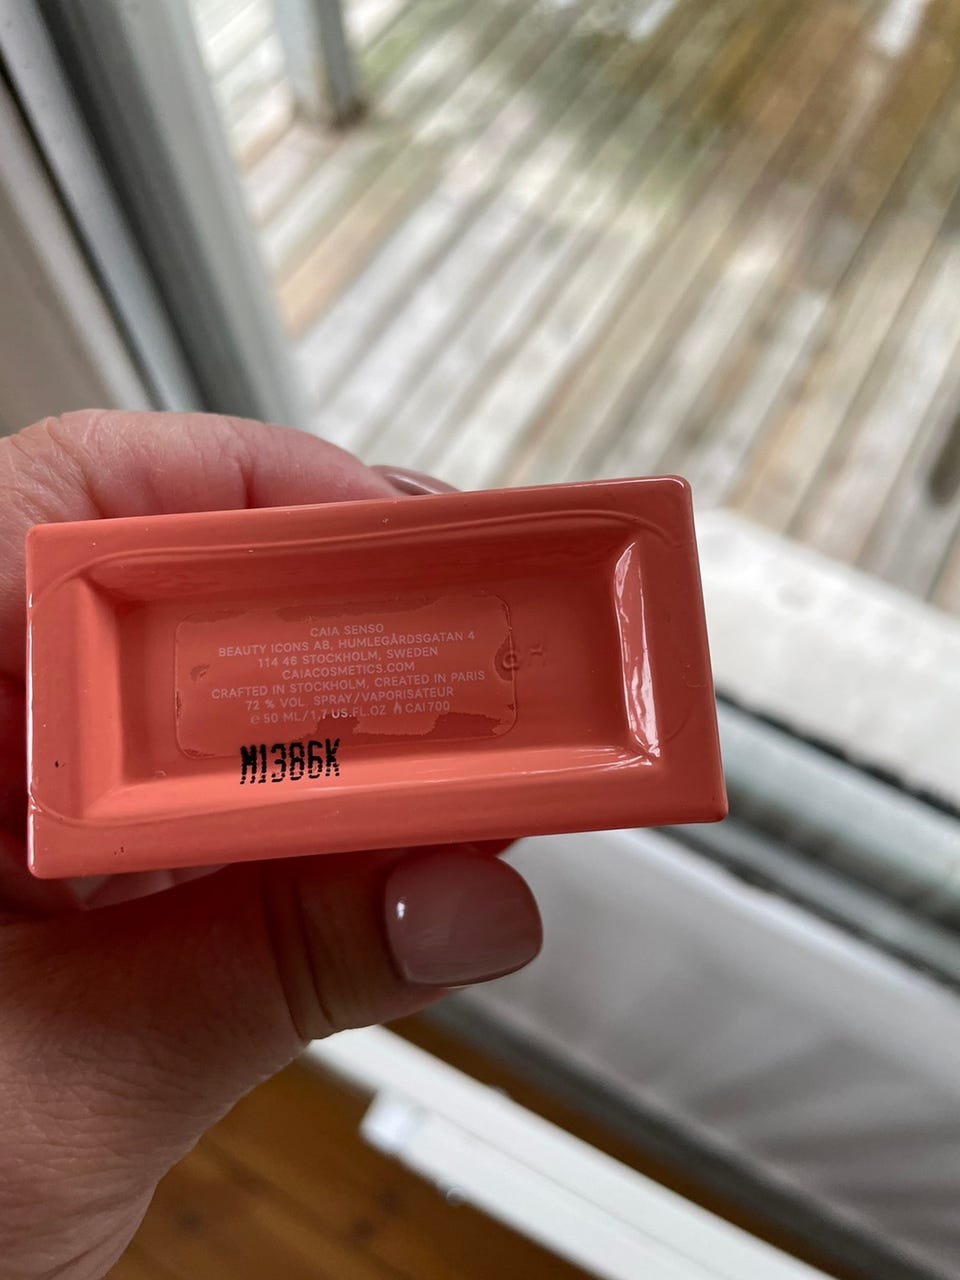 CAIA SENSO
BEAUTY ICONS AB, HUMLEGÅRDSGATAN 4
114 46 STOCKHOLM, SWEDEN
CAIACOSMETICS.COM
CRAFTED IN STOCKHOLM, CREATED IN PARIS
72 % VOL SPRAY/VAPORISATEUR
℮ 50 ML/1,7 US.FL.OZ CAI700
M1386K